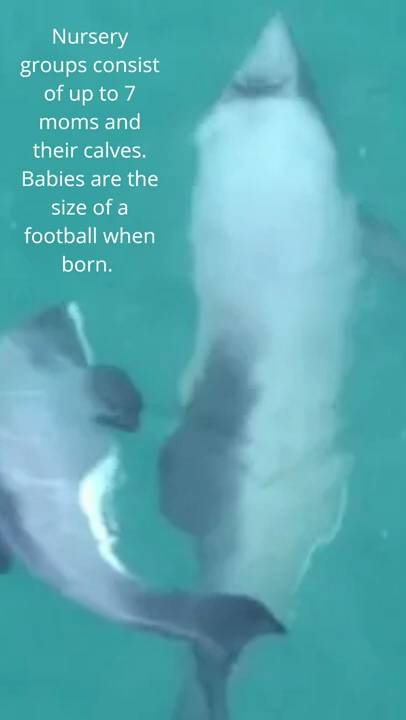 Nursery
groups consist
of up to 7
moms and
their calves.
Babies are the
size of a
football when
born.